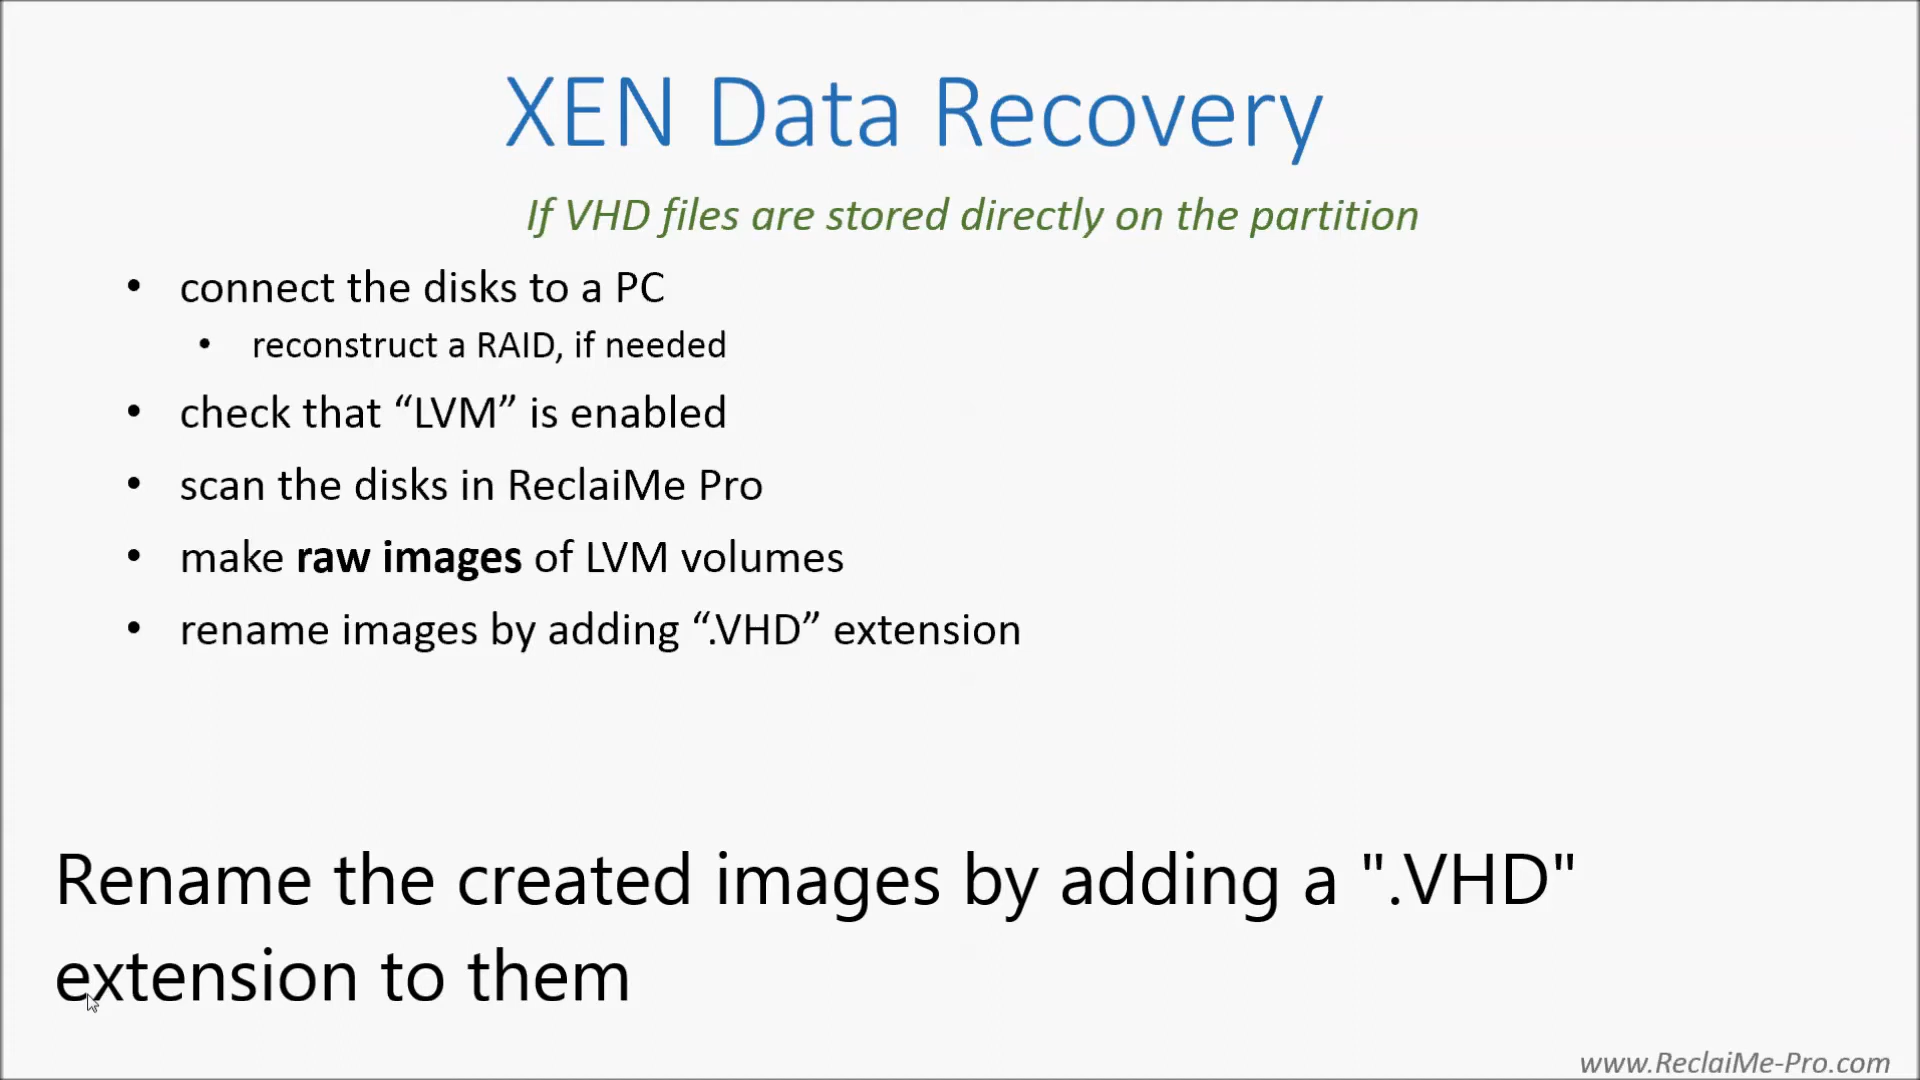 XEN Data Recovery
If VHD files are stored directly on the partition
• connect the disks to a PC
• reconstruct a RAID, if needed
• check that “LVM” is enabled
• scan the disks in ReclaiMe Pro
• make raw images of LVM volumes
• rename images by adding “.VHD” extension
Rename the created images by adding a ".VHD"
extension to them
www.ReclaiMe-Pro.com